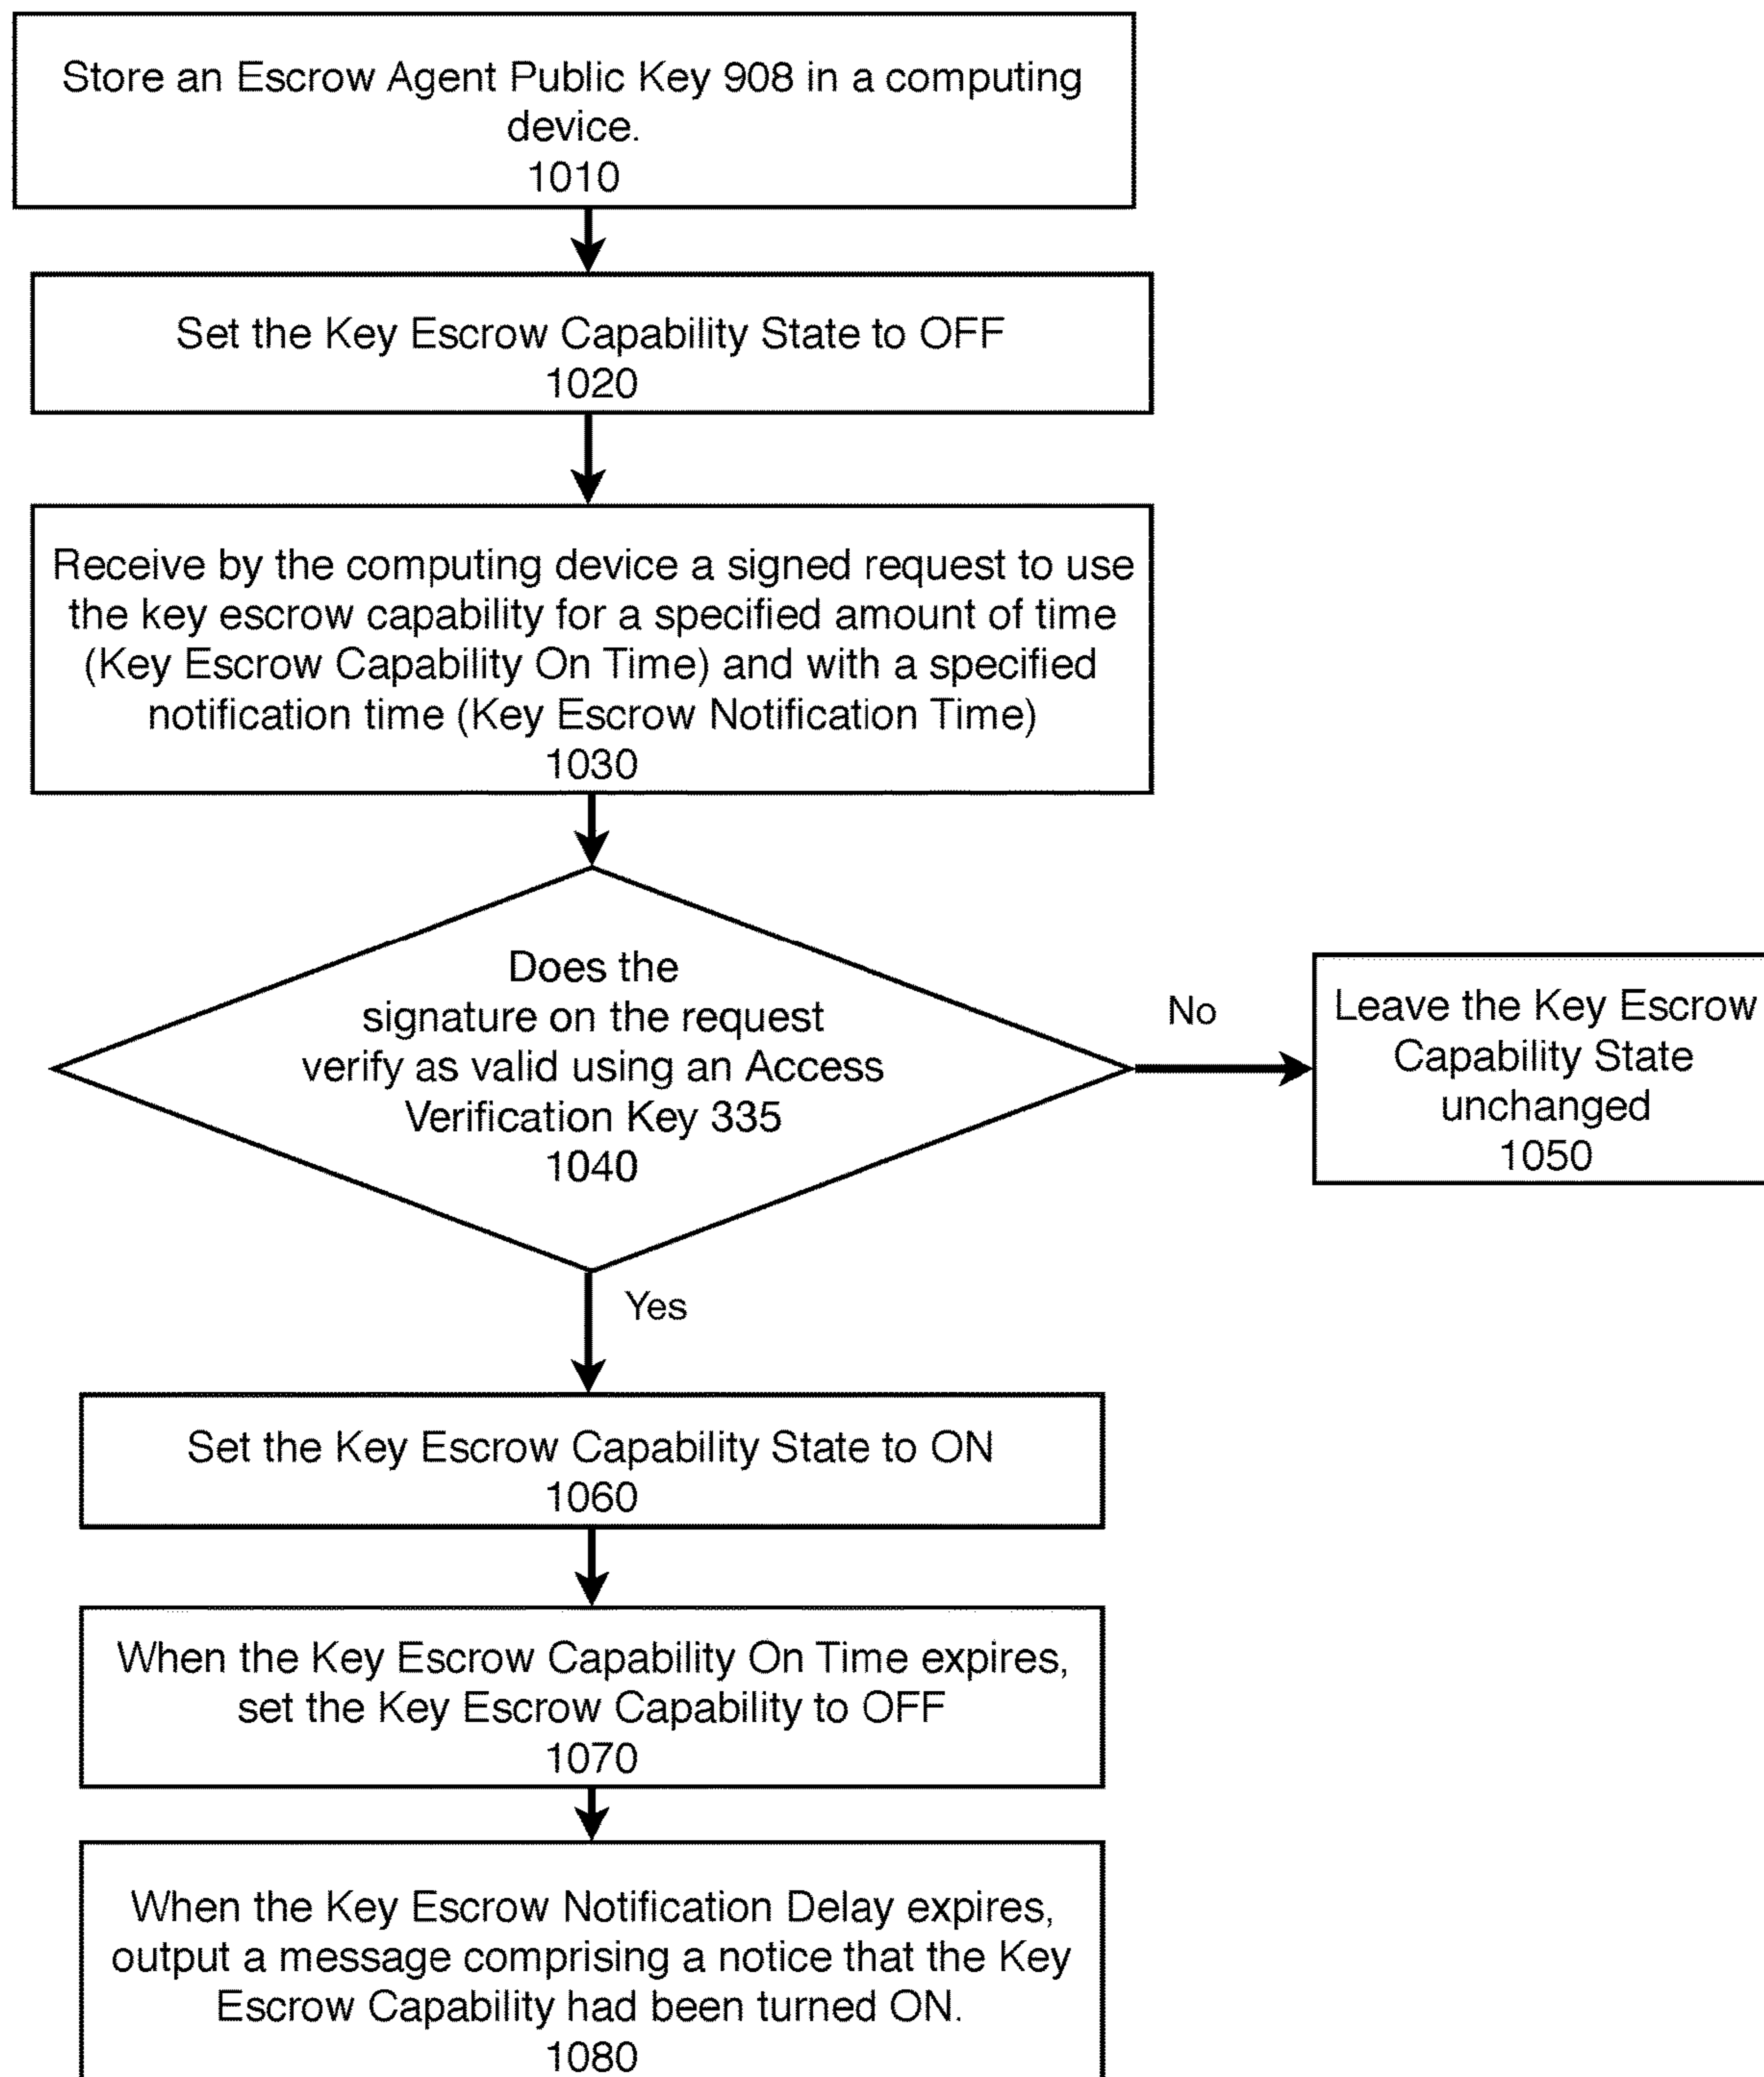 Store an Escrow Agent Public Key 908 in a computing
device.
1010
Set the Key Escrow Capability State to OFF
1020
Receive by the computing device a signed request to use
the key escrow capability for a specified amount of time
(Key Escrow Capability On Time) and with a specified
notification time (Key Escrow Notification Time)
1030
Does the
signature on the request
verify as valid using an Access
Verification Key 335
1040
No
Leave the Key Escrow
Capability State
unchanged
1050
Yes
Set the Key Escrow Capability State to ON
1060
When the Key Escrow Capability On Time expires,
set the Key Escrow Capability to OFF
1070
When the Key Escrow Notification Delay expires,
output a message comprising a notice that the Key
Escrow Capability had been turned ON.
1080